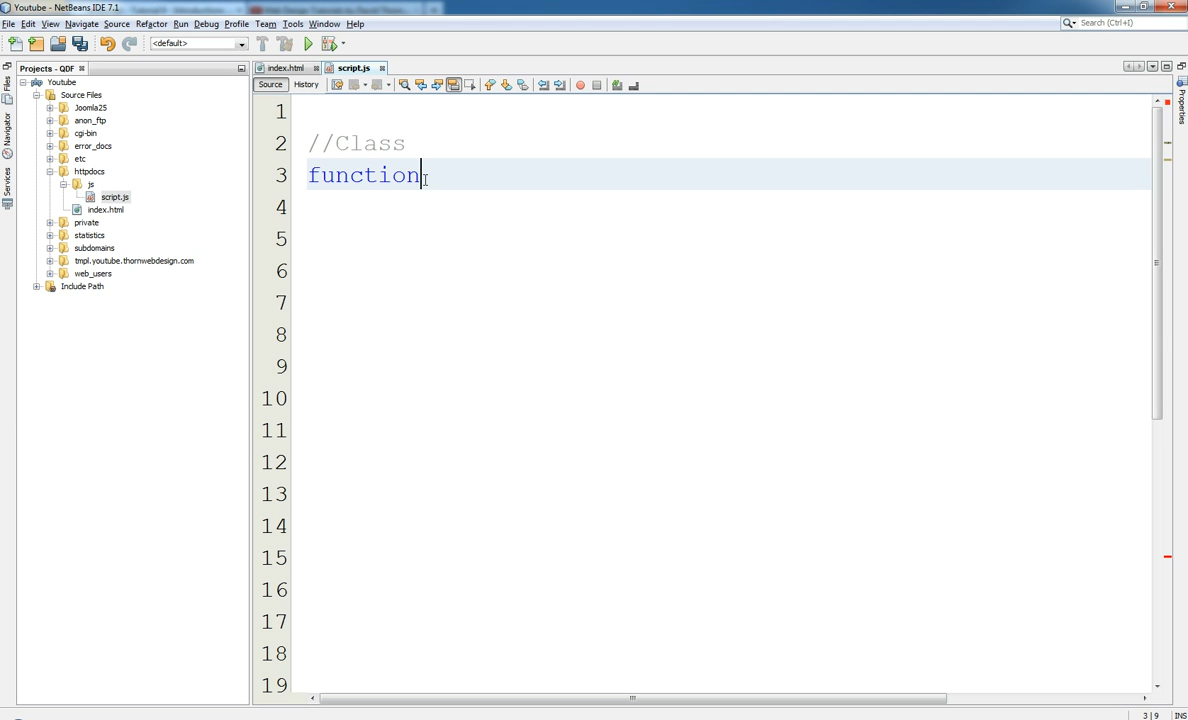 Youtube - NetBeans IDE 7.1
File Edit View Navigate Source Refactor Run Debug Profile Team Tools Window Help
Search (Ctrl+I)
<default>
Projects - QDF
index.html
script.js
Source
History
Files
Navigator
Services
Properties
Youtube
Source Files
Joomla25
anon_ftp
cgi-bin
error_docs
etc
httpdocs
js
script.js
index.html
private
statistics
subdomains
tmpl.youtube.thornwebdesign.com
web_users
Include Path
1
2 //Class
3 function
4
5
6
7
8
9
10
11
12
13
14
15
16
17
18
19
3|9 INS